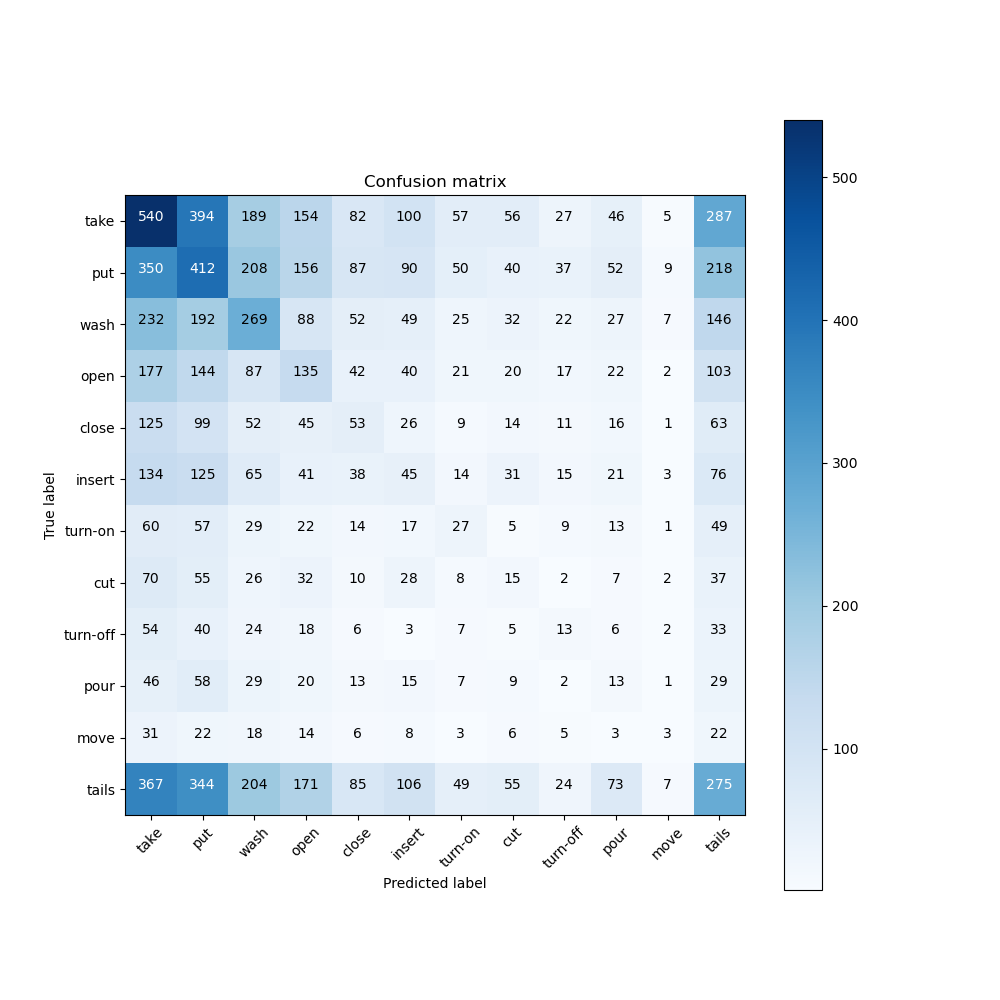 Confusion matrix
take 540 394 189 154 82 100 57 56 27 46 5 287
put 350 412 208 156 87 90 50 40 37 52 9 218
wash 232 192 269 88 52 49 25 32 22 27 7 146
open 177 144 87 135 42 40 21 20 17 22 2 103
close 125 99 52 45 53 26 9 14 11 16 1 63
insert 134 125 65 41 38 45 14 31 15 21 3 76
turn-on 60 57 29 22 14 17 27 5 9 13 1 49
cut 70 55 26 32 10 28 8 15 2 7 2 37
turn-off 54 40 24 18 6 3 7 5 13 6 2 33
pour 46 58 29 20 13 15 7 9 2 13 1 29
move 31 22 18 14 6 8 3 6 5 3 3 22
tails 367 344 204 171 85 106 49 55 24 73 7 275
take put wash open close insert turn-on cut turn-off pour move tails
Predicted label
True label
500
400
300
200
100